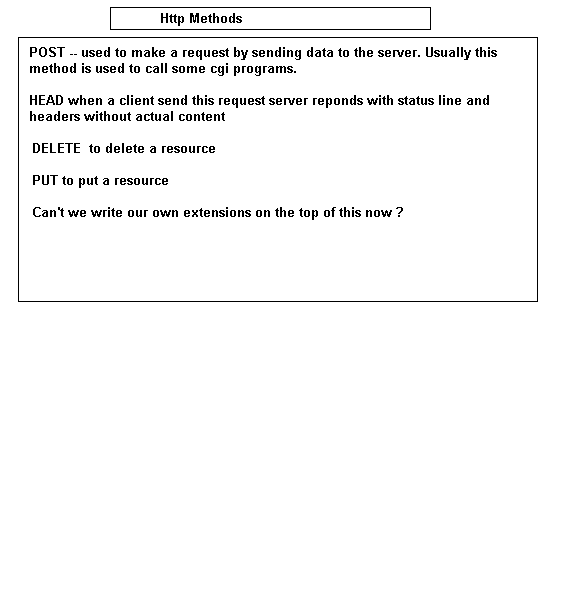 Http Methods
POST -- used to make a request by sending data to the server. Usually this
method is used to call some cgi programs.
HEAD when a client send this request server reponds with status line and
headers without actual content
DELETE  to delete a resource
PUT to put a resource
Can't we write our own extensions on the top of this now ?